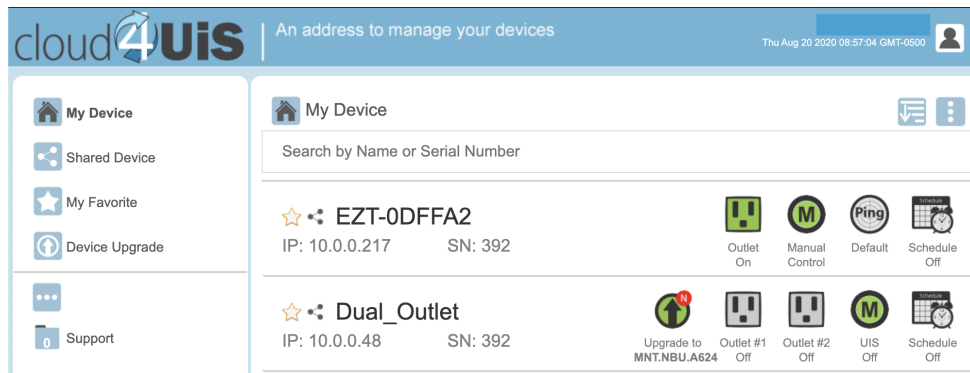 cloud4UiS
An address to manage your devices
Thu Aug 20 2020 08:57:04 GMT-0500
My Device
Shared Device
My Favorite
Device Upgrade
0 Support
My Device
Search by Name or Serial Number
EZT-0DFFA2
IP: 10.0.0.217 SN: 392
M
Ping
Schedule
Outlet
On
Manual
Control
Default
Schedule
Off
Dual_Outlet
IP: 10.0.0.48 SN: 392
N
M
Schedule
Upgrade to
MNT.NBU.A624
Outlet #1
Off
Outlet #2
Off
UIS
Off
Schedule
Off